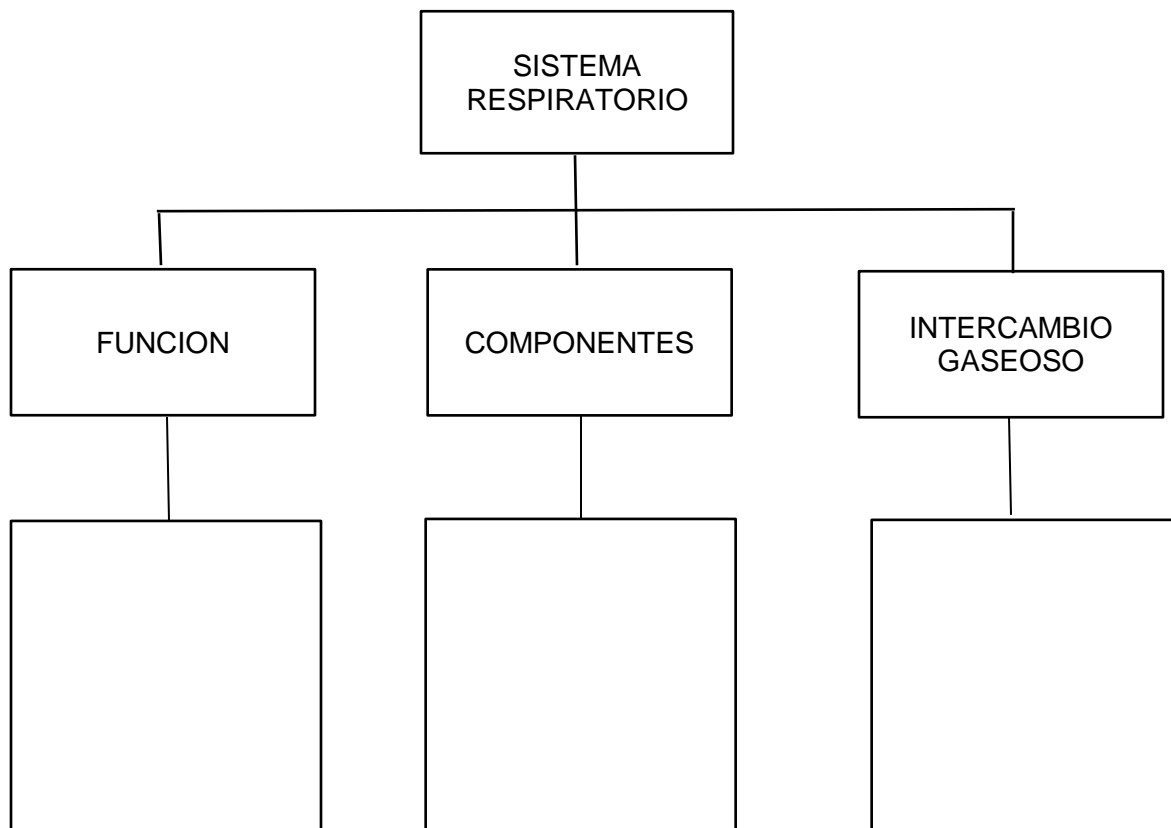 SISTEMA
RESPIRATORIO
FUNCION
COMPONENTES
INTERCAMBIO
GASEOSO